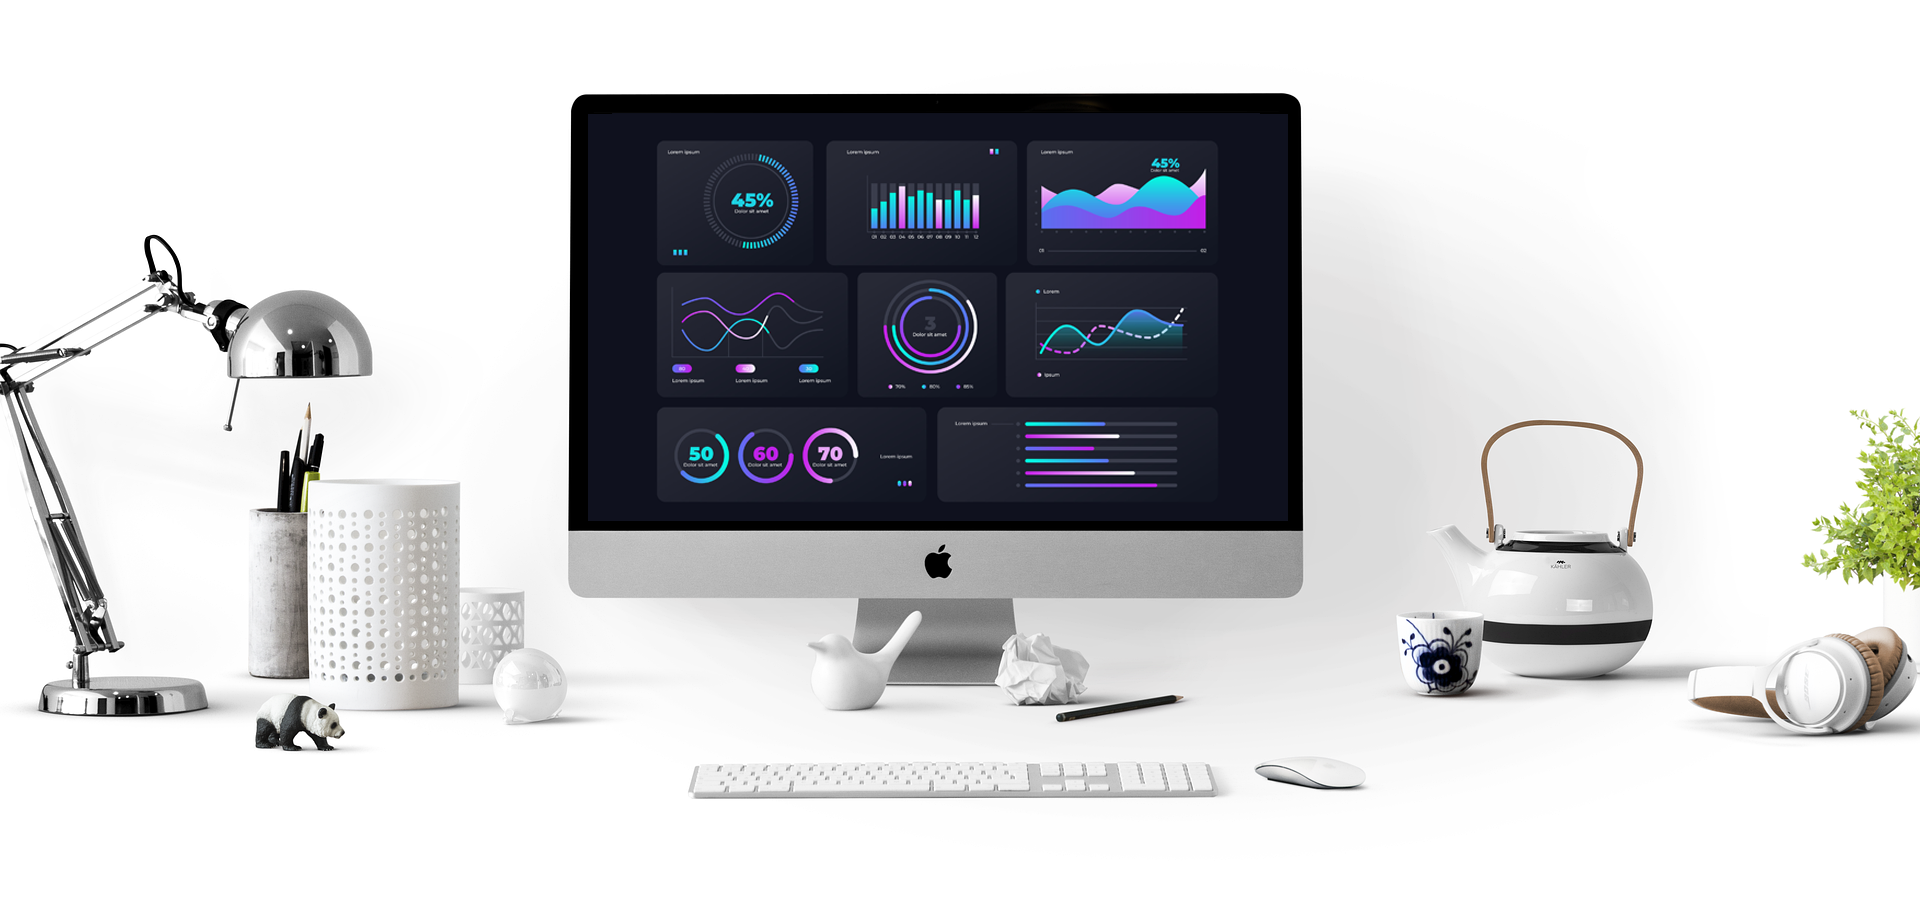 Lorem ipsum
45%
Dolor sit amet
Lorem ipsum
01 02 03 04 05 06 07 08 09 10 11 12
Lorem ipsum
45%
Dolor sit amet
01
02
Lorem ipsum
Lorem ipsum
Lorem ipsum
3
Dolor sit amet
70%
80%
85%
Lorem
Ipsum
50
Dolor sit amet
60
Dolor sit amet
70
Dolor sit amet
Lorem ipsum
Lorem ipsum
KÄHLER